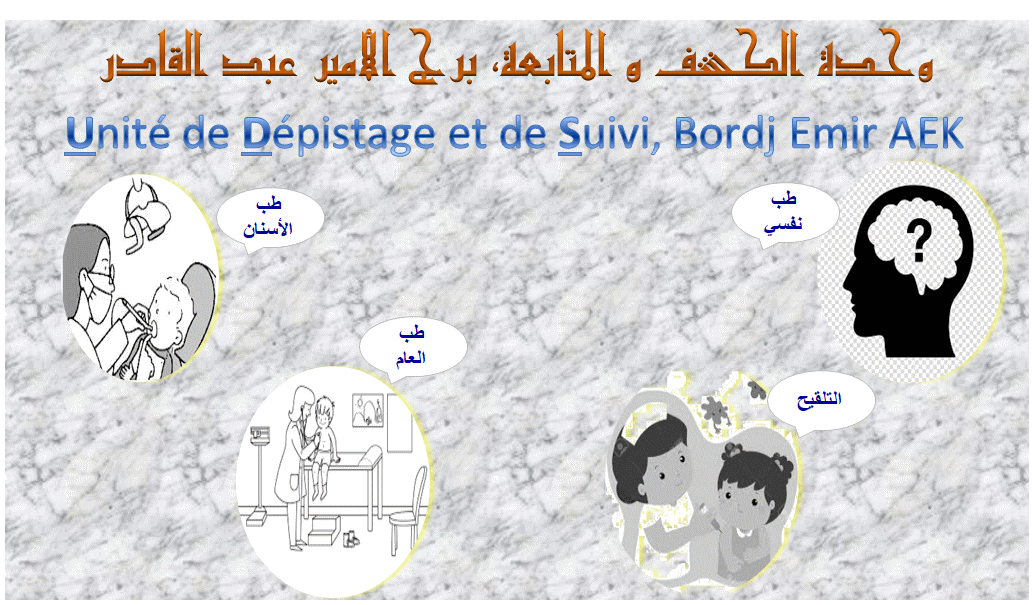 وحدة الكشف و المتابعة، برج الأمير عبد القادر
Unité de Dépistage et de Suivi, Bordj Emir AEK
طب
الأسنان
طب
نفسي
طب
العام
التلقيح
?